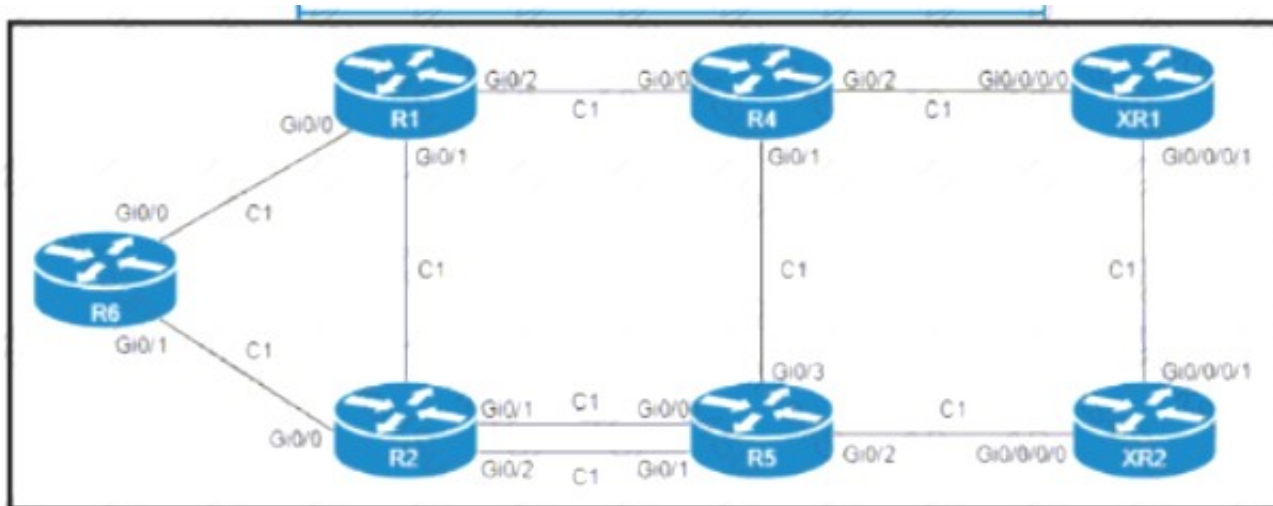 Gi0/2 Gi0/0 Gi0/2 Gi0/0/0/0
C1 C1
R1 R4 XR1
Gi0/0 Gi0/1 Gi0/1 Gi0/0/0/1
Gi0/0
C1
C1 C1 C1
R6
Gi0/1 C1
Gi0/3 Gi0/0/0/1
Gi0/1 C1 Gi0/0 C1
Gi0/0
R2 R5 XR2
Gi0/2 C1 Gi0/1 Gi0/2 Gi0/0/0/0